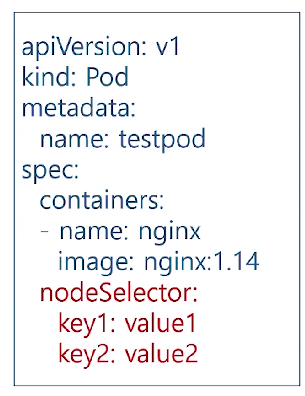 apiVersion: v1
kind: Pod
metadata:
  name: testpod
spec:
  containers:
  - name: nginx
    image: nginx:1.14
  nodeSelector:
    key1: value1
    key2: value2